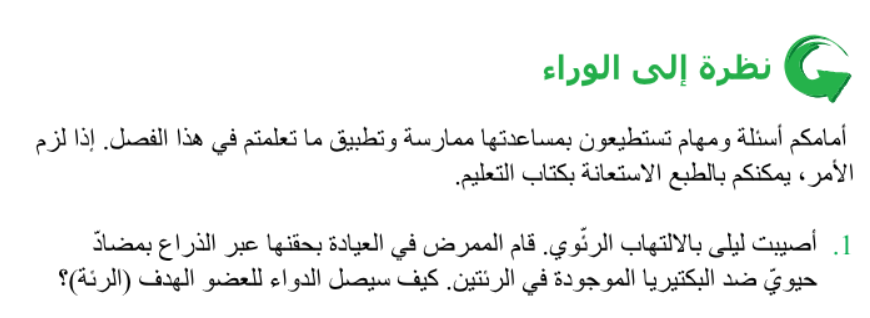 نظرة إلى الوراء
أمامكم أسئلة ومهام تستطيعون بمساعدتها ممارسة وتطبيق ما تعلمتم في هذا الفصل. إذا لزم
الأمر، يمكنكم بالطبع الاستعانة بكتاب التعليم.
1. أصيبت ليلى بالالتهاب الرئّوي. قام الممرض في العيادة بحقنها عبر الذراع بمضادّ
حيويّ ضد البكتيريا الموجودة في الرئتين. كيف سيصل الدواء للعضو الهدف (الرئة)؟